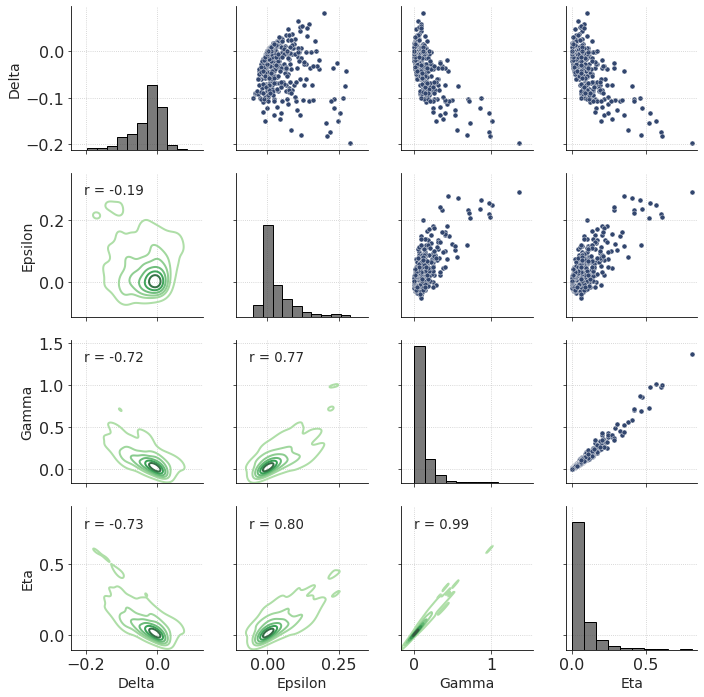 Delta
0.0
−0.1
−0.2
Epsilon
0.2
0.0
r = -0.19
Gamma
1.5
1.0
0.5
0.0
r = -0.72
r = 0.77
Eta
0.5
0.0
r = -0.73
r = 0.80
r = 0.99
−0.2 0.0 0.00 0.25 0 1 0.0 0.5
Delta Epsilon Gamma Eta